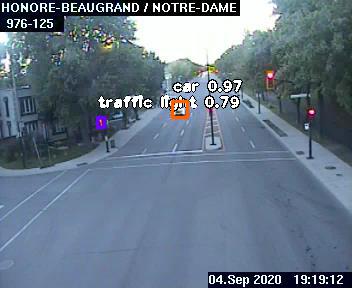 HONORE-BEAUGRAND / NOTRE-DAME
976-125
car 0.97
traffic light 0.79
1
04.Sep 2020 19:19:12